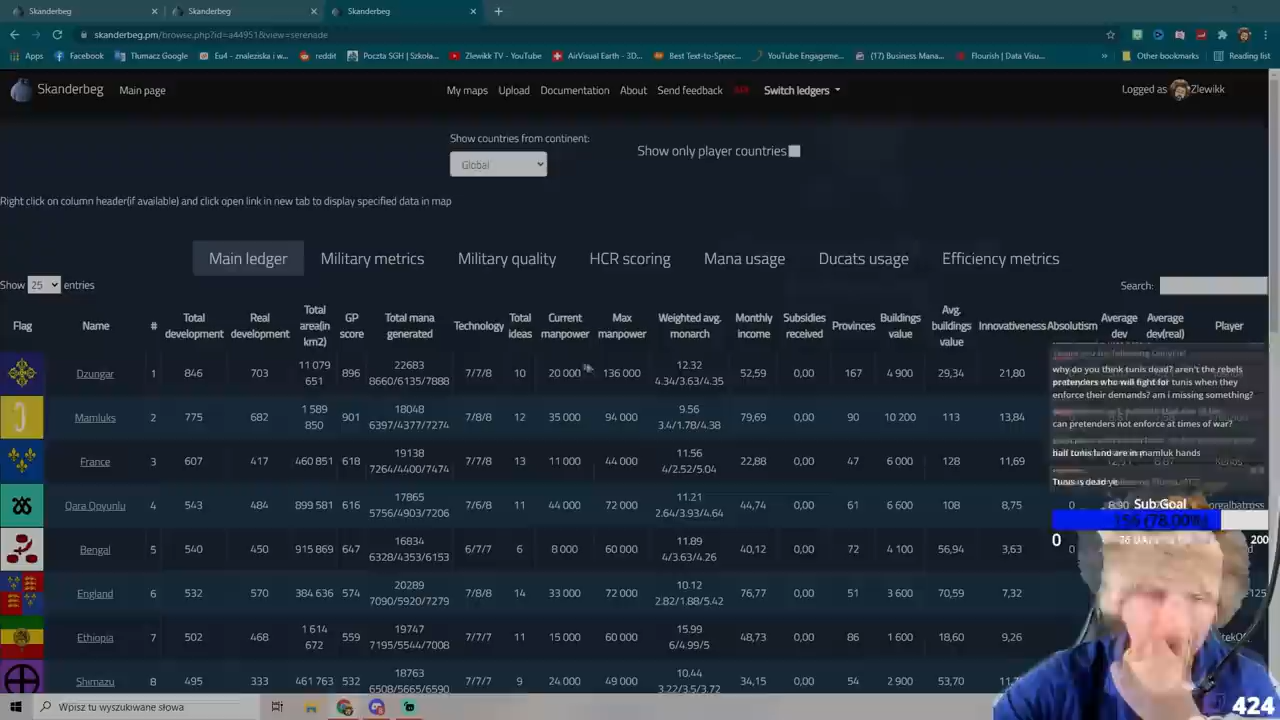 Skanderbeg
Skanderbeg
Skanderbeg
skanderbeg.pm/browse.php?id=a44951&view=serenade
Apps
Facebook
Tłumacz Google
Eu4 - znaleziska i w...
reddit
Poczta SGH | Szkoła...
Zlewikk TV - YouTube
AirVisual Earth - 3D...
Best Text-to-Speec...
YouTube Engageme...
(17) Business Mana...
Flourish | Data Visu...
Other bookmarks
Reading list
Skanderbeg
Main page
My maps
Upload
Documentation
About
Send feedback
Switch ledgers
Logged as
Zlewikk
Show countries from continent:
Global
Show only player countries
Right click on column header(if available) and click open link in new tab to display specified data in map
Main ledger
Military metrics
Military quality
HCR scoring
Mana usage
Ducats usage
Efficiency metrics
Show 25 entries
Search:
Flag Name # Total development Real development Total area(in km2) GP score Total mana generated Technology Total ideas Current manpower Max manpower Weighted avg. monarch Monthly income Subsidies received Provinces Buildings value Avg. buildings value Innovativeness Absolutism Average dev Average dev(real) Player
Dzungar 1 846 703 11 079 651 896 22683 8660/6135/7888 7/7/8 10 20 000 136 000 12.32 4.34/3.63/4.35 52,59 0,00 167 4 900 29,34 21,80
Mamluks 2 775 682 1 589 850 901 18048 6397/4377/7274 7/8/8 12 35 000 94 000 9.56 3.4/1.78/4.38 79,69 0,00 90 10 200 113 13,84
France 3 607 417 460 851 618 19138 7264/4400/7474 7/7/8 13 11 000 44 000 11.56 4/2.52/5.04 22,88 0,00 47 6 000 128 11,69
Qara Qoyunlu 4 543 484 899 581 616 17865 5756/4903/7206 7/7/8 11 44 000 72 000 11.21 2.64/3.93/4.64 44,74 0,00 61 6 600 108 8,75 0 8,90
Bengal 5 540 450 915 869 647 16834 6328/4353/6153 6/7/7 6 8 000 60 000 11.89 4/3.63/4.26 40,12 0,00 72 4 100 56,94 3,63 0
England 6 532 570 384 636 574 20289 7090/5920/7279 7/8/8 14 33 000 72 000 10.12 2.82/1.88/5.42 76,77 0,00 51 3 600 70,59 7,32
Ethiopia 7 502 468 1 614 672 559 19747 7195/5544/7008 7/7/7 11 15 000 60 000 15.99 6/4.99/5 48,73 0,00 86 1 600 18,60 9,26
Shimazu 8 495 333 461 763 532 18763 6508/5665/6590 7/7/7 9 24 000 49 000 10.44 3.22/3.5/3.72 34,15 0,00 54 2 900 53,70
why do you think tunis dead? aren't the rebels
pretenders who will fight for tunis when they
enforce their demands? am i missing something?
can pretenders not enforce at times of war?
half tunis land are in mamluk hands
Tunis is dead ye
Sub Goal
156 (78.00%)
0
200
Wpisz tu wyszukiwane słowa
424